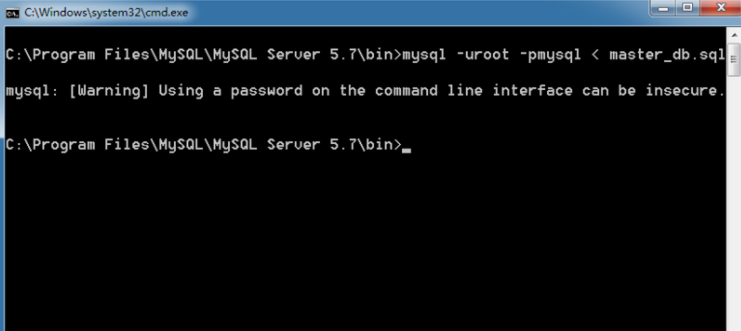 C:\Windows\system32\cmd.exe
C:\Program Files\MySQL\MySQL Server 5.7\bin>mysql -uroot -pmysql < master_db.sql
mysql: [Warning] Using a password on the command line interface can be insecure.
C:\Program Files\MySQL\MySQL Server 5.7\bin>